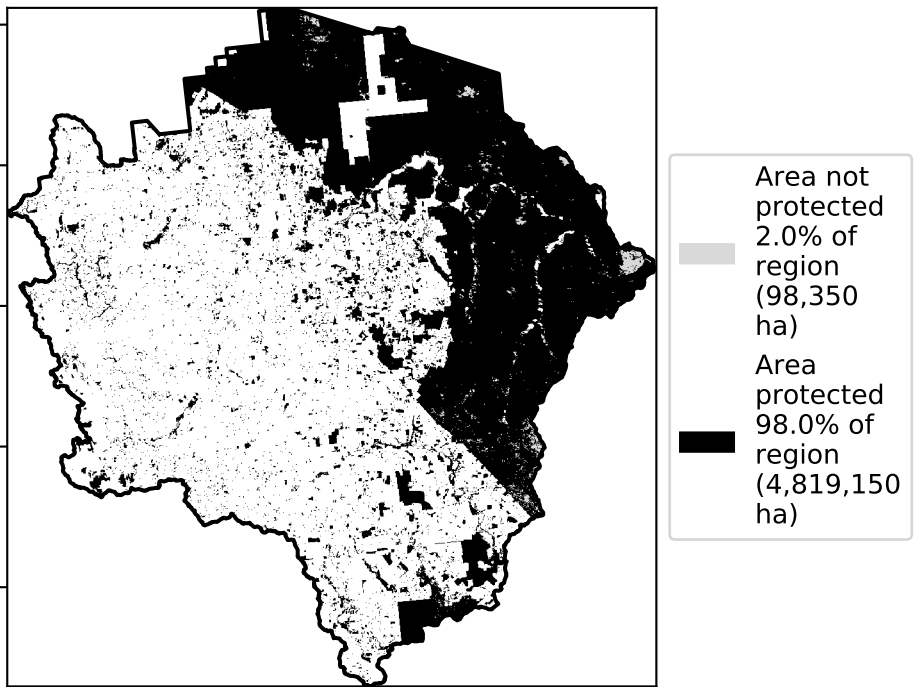 Area not
protected
2.0% of
region
(98,350
ha)
Area
protected
98.0% of
region
(4,819,150
ha)